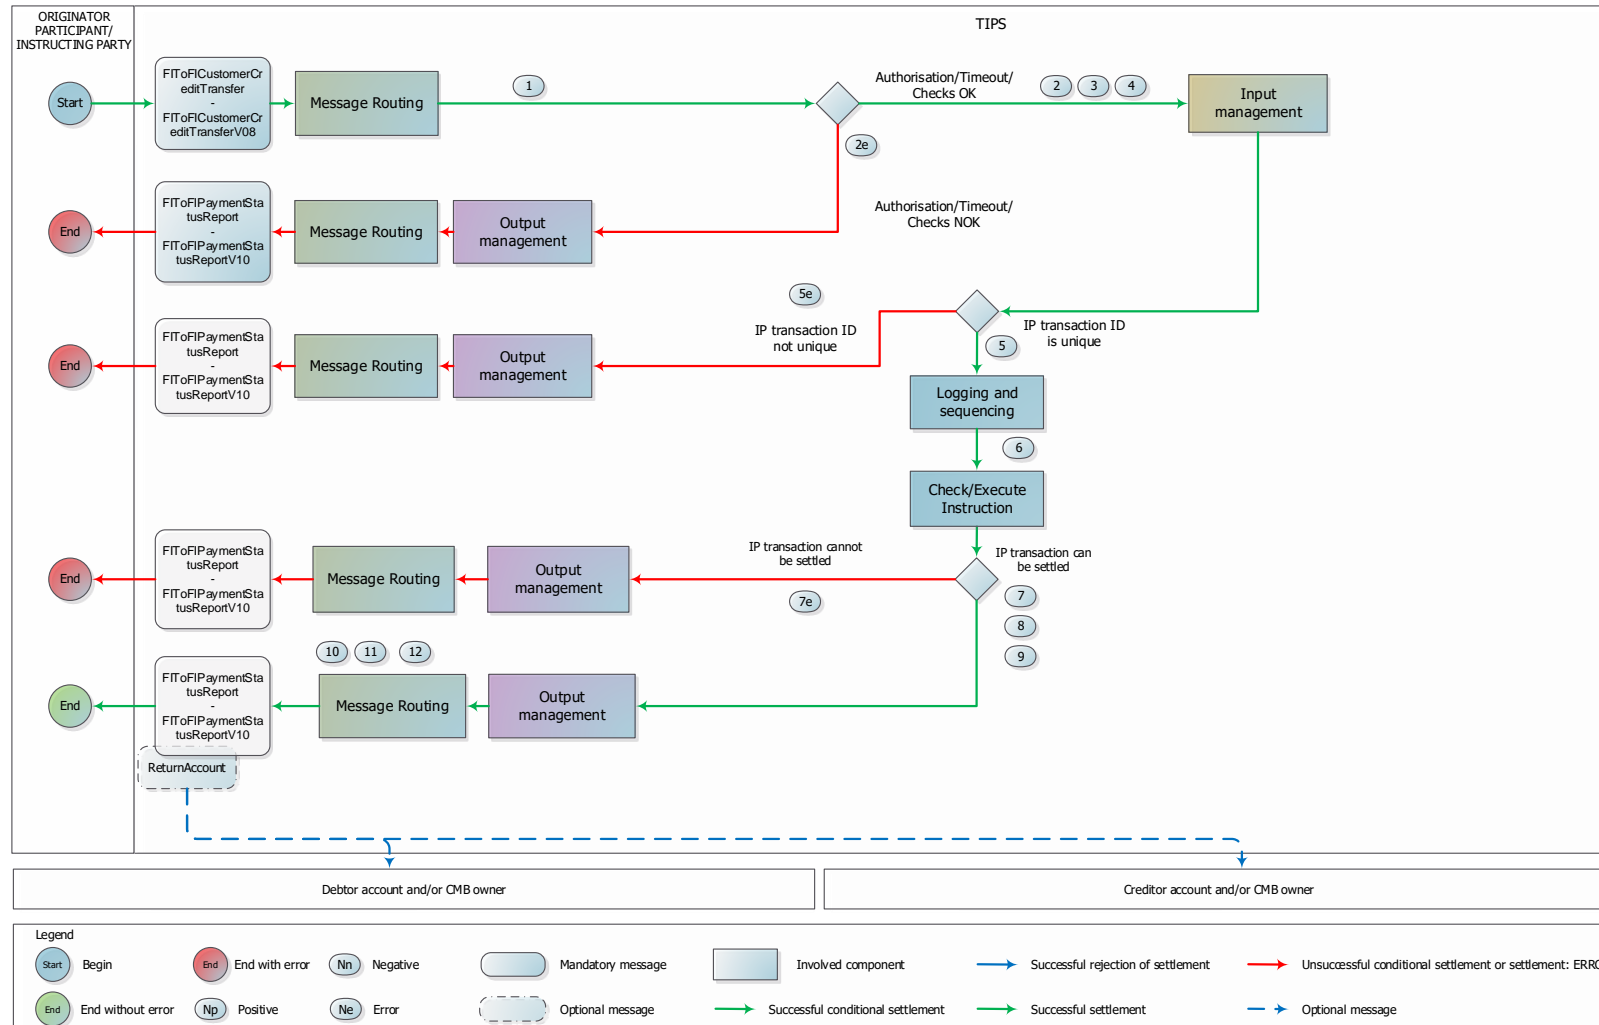 ORIGINATOR
PARTICIPANT/
INSTRUCTING PARTY
TIPS
Start
FIToFICustomerCr
editTransfer
-
FIToFICustomerCr
editTransferV08
Message Routing
1
Authorisation/Timeout/
Checks OK
2
3
4
Input
management
2e
End
FIToFIPaymentSta
tusReport
-
FIToFIPaymentSta
tusReportV10
Message Routing
Output
management
Authorisation/Timeout/
Checks NOK
5e
IP transaction ID
not unique
IP transaction ID
is unique
5
End
FIToFIPaymentSta
tusReport
-
FIToFIPaymentSta
tusReportV10
Message Routing
Output
management
Logging and
sequencing
6
Check/Execute
Instruction
End
FIToFIPaymentSta
tusReport
-
FIToFIPaymentSta
tusReportV10
Message Routing
Output
management
IP transaction cannot
be settled
7e
IP transaction can
be settled
7
8
9
10
11
12
End
FIToFIPaymentSta
tusReport
-
FIToFIPaymentSta
tusReportV10
Message Routing
Output
management
ReturnAccount
Debtor account and/or CMB owner
Creditor account and/or CMB owner
Legend
Start
Begin
End
End with error
Nn
Negative
Mandatory message
Involved component
Successful rejection of settlement
Unsuccessful conditional settlement or settlement: ERRO
End
End without error
Np
Positive
Ne
Error
Optional message
Successful conditional settlement
Successful settlement
Optional message